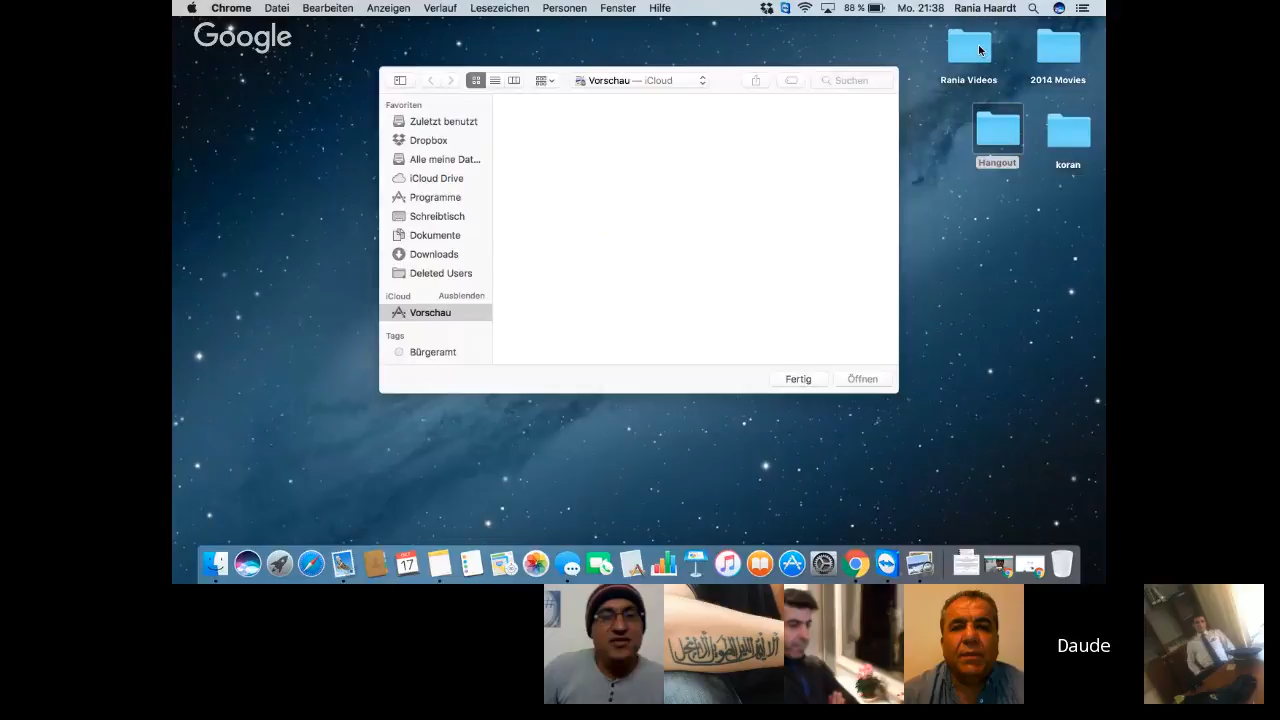 Chrome Datei Bearbeiten Anzeigen Verlauf Lesezeichen Personen Fenster Hilfe 88 % Mo. 21:38 Rania Haardt
Google
Rania Videos 2014 Movies
Hangout koran
Vorschau — iCloud Suchen
Favoriten
Zuletzt benutzt
Dropbox
Alle meine Dat...
iCloud Drive
Programme
Schreibtisch
Dokumente
Downloads
Deleted Users
iCloud Ausblenden
Vorschau
Tags
Bürgeramt
Fertig Öffnen
17
Daude